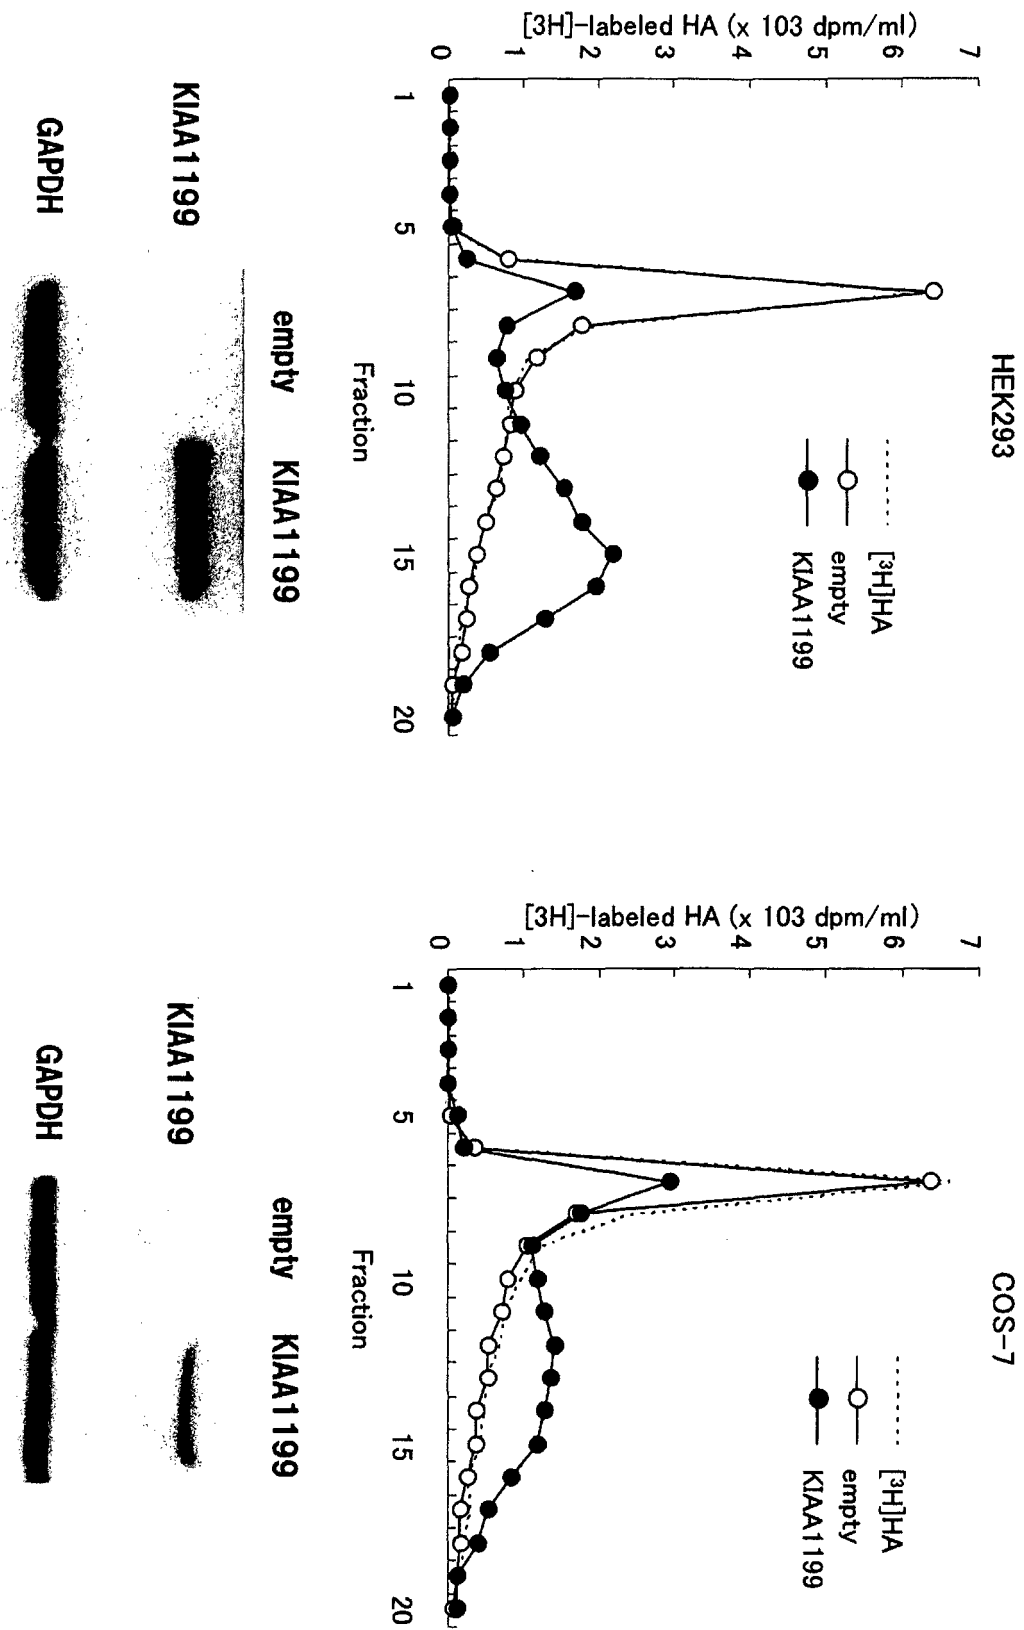 HEK293
[3H]-labeled HA (x 103 dpm/ml)
7
6
5
4
3
2
1
0
[³H]HA
empty
KIAA1199
1 5 10 15 20
Fraction
empty KIAA1199
KIAA1199
GAPDH
COS-7
[3H]-labeled HA (x 103 dpm/ml)
7
6
5
4
3
2
1
0
[³H]HA
empty
KIAA1199
1 5 10 15 20
Fraction
empty KIAA1199
KIAA1199
GAPDH